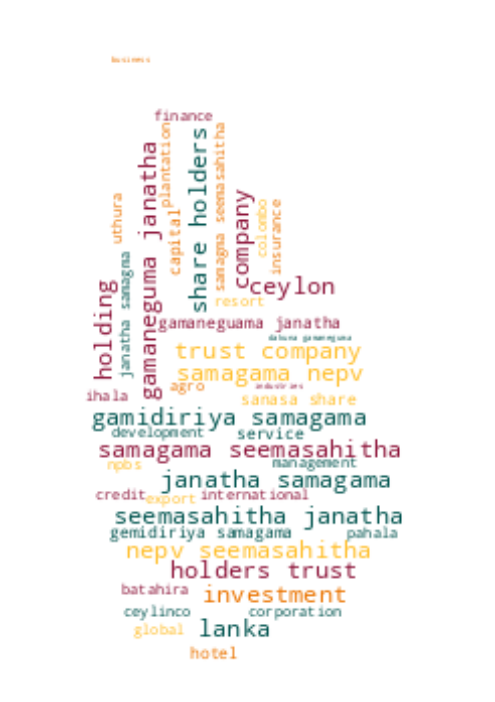 business
finance
share holders
plantation
samagma seemasahitha
gamaneguma janatha
company
uthura
colombo
insurance
capital
janatha samagma
holding
ceylon
resort
gamaneguama janatha
dakuna gamaneguma
trust company
samagama nepv
agro
industries
ihala
sanasa share
gamidiriya samagama
development
service
samagama seemasahitha
npbs
management
janatha samagama
credit
export
international
seemasahitha janatha
gemidiriya samagama
pahala
nepv seemasahitha
holders trust
batahira
investment
ceylinco
corporation
global
lanka
hotel